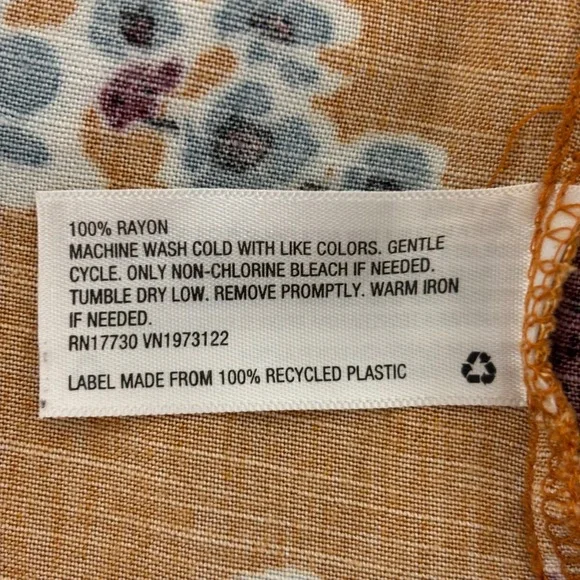 100% RAYON
MACHINE WASH COLD WITH LIKE COLORS. GENTLE
CYCLE. ONLY NON-CHLORINE BLEACH IF NEEDED.
TUMBLE DRY LOW. REMOVE PROMPTLY. WARM IRON
IF NEEDED.
RN17730 VN1973122
LABEL MADE FROM 100% RECYCLED PLASTIC